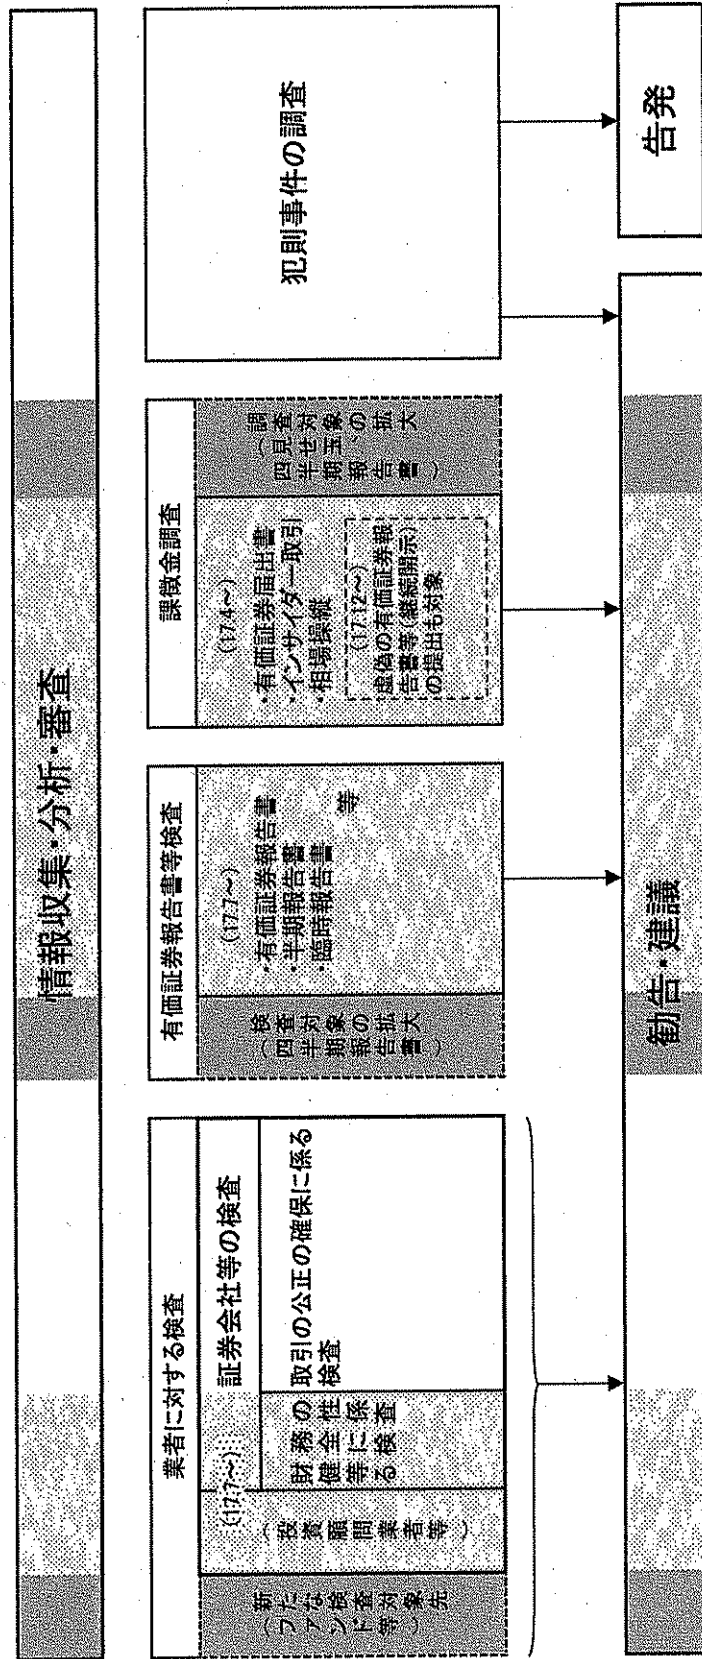 情報収集・分析・審査
業者に対する検査
新たな検査対象先
（ファンド等）
（17.7～）
（投資顧問業者等）
証券会社等の検査
財務の
健全性
等に係
る検査
取引の公正の確保に係る
検査
有価証券報告書等検査
検査対象の拡大
（四半期報告書）
（17.7～）
・有価証券報告書
・半期報告書
・臨時報告書
等
課徴金調査
（17.4～）
・有価証券届出書
・インサイダー取引
・相場操縦
（17.12～）
虚偽の有価証券報
告書等（継続開示）
の提出も対象
調査対象の拡大
（見せ玉、
四半期報告書）
犯則事件の調査
勧告・建議
告発